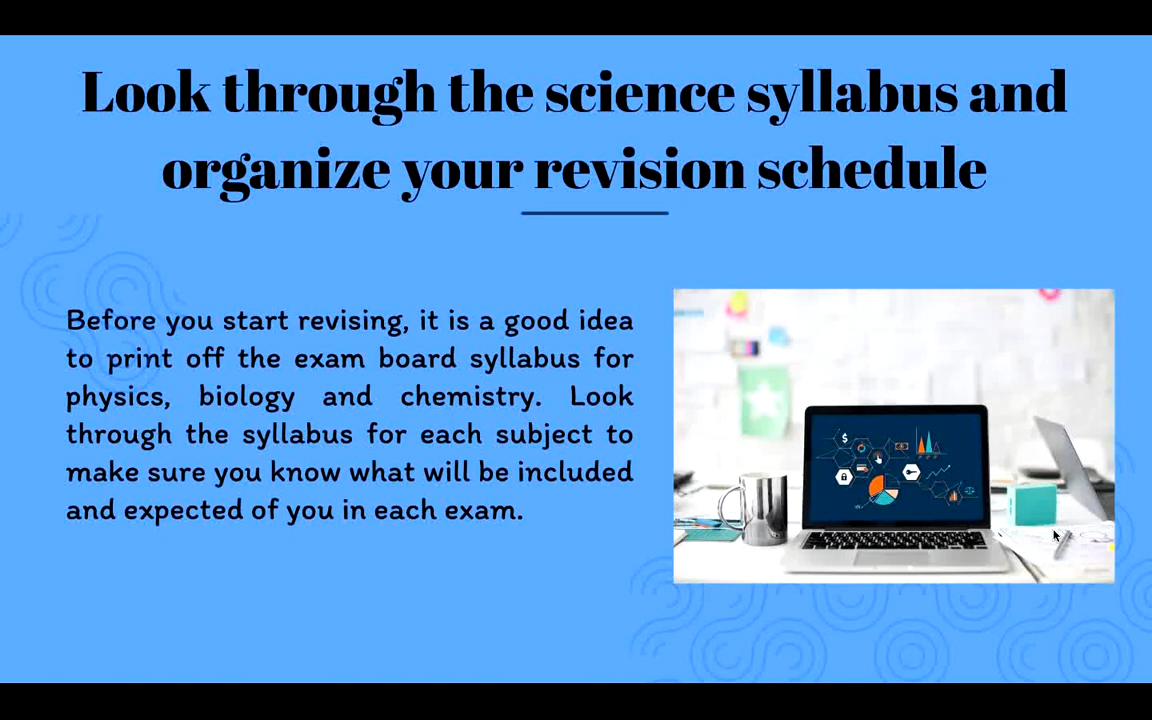 Look through the science syllabus and
organize your revision schedule
Before you start revising, it is a good idea
to print off the exam board syllabus for
physics, biology and chemistry. Look
through the syllabus for each subject to
make sure you know what will be included
and expected of you in each exam.